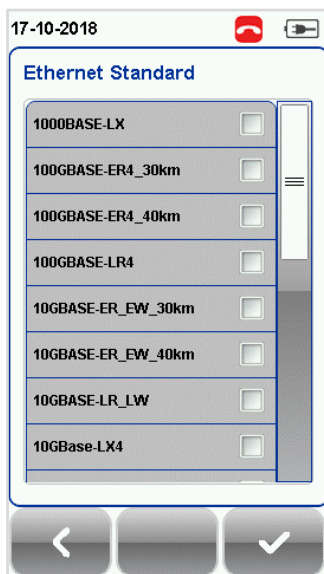 17-10-2018
Ethernet Standard
1000BASE-LX
100GBASE-ER4_30km
100GBASE-ER4_40km
100GBASE-LR4
10GBASE-ER_EW_30km
10GBASE-ER_EW_40km
10GBASE-LR_LW
10GBase-LX4